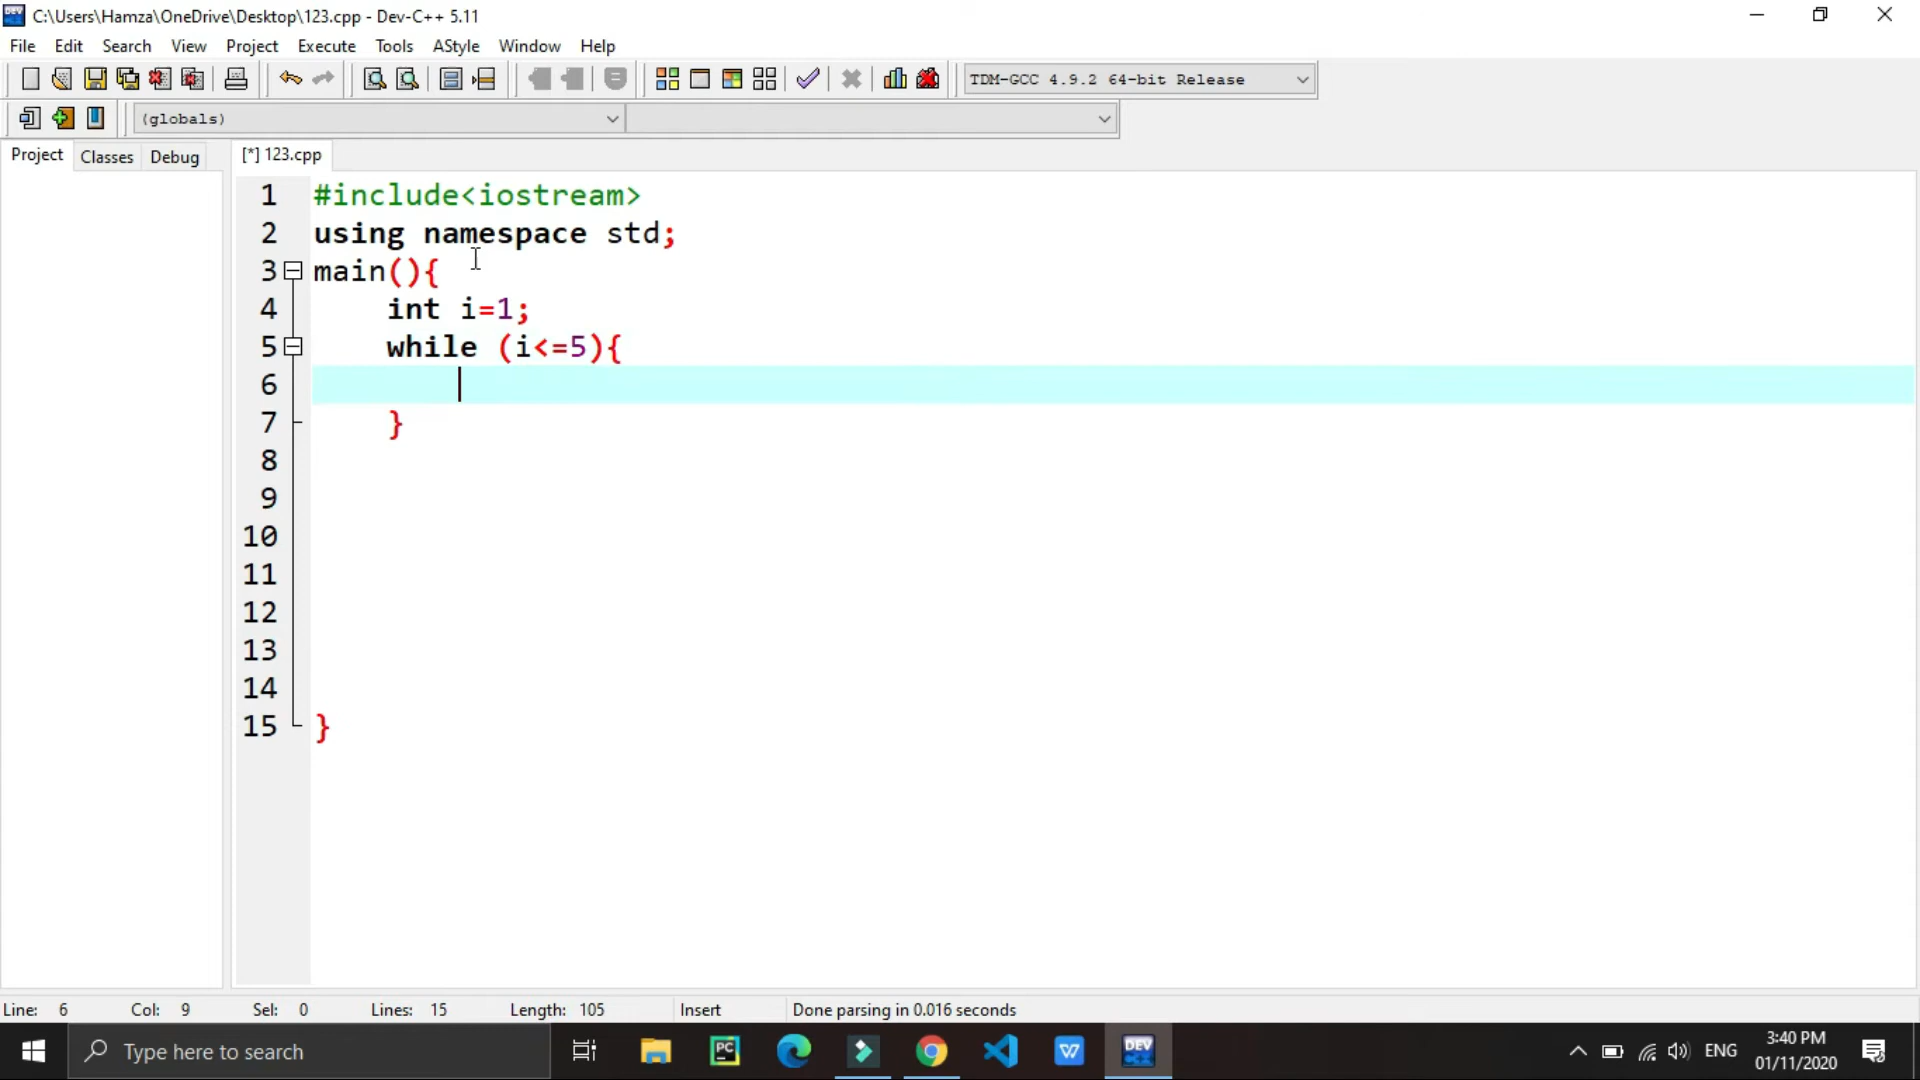 C:\Users\Hamza\OneDrive\Desktop\123.cpp - Dev-C++ 5.11
File Edit Search View Project Execute Tools AStyle Window Help
TDM-GCC 4.9.2 64-bit Release
(globals)
Project Classes Debug [*] 123.cpp
1 #include<iostream>
2 using namespace std;
3 main(){
4 int i=1;
5 while (i<=5){
6
7 }
8
9
10
11
12
13
14
15 }
Line: 6 Col: 9 Sel: 0 Lines: 15 Length: 105 Insert Done parsing in 0.016 seconds
Type here to search
ENG
3:40 PM
01/11/2020